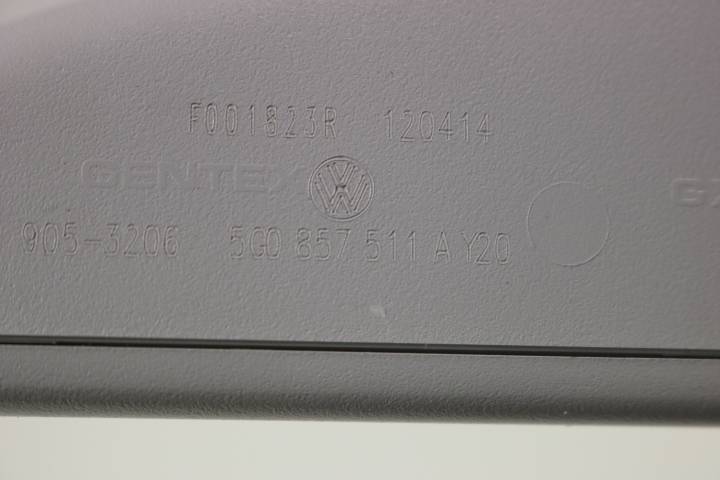 F001823R 120414
GENTEX
905-3206 5G0 857 511 A Y20